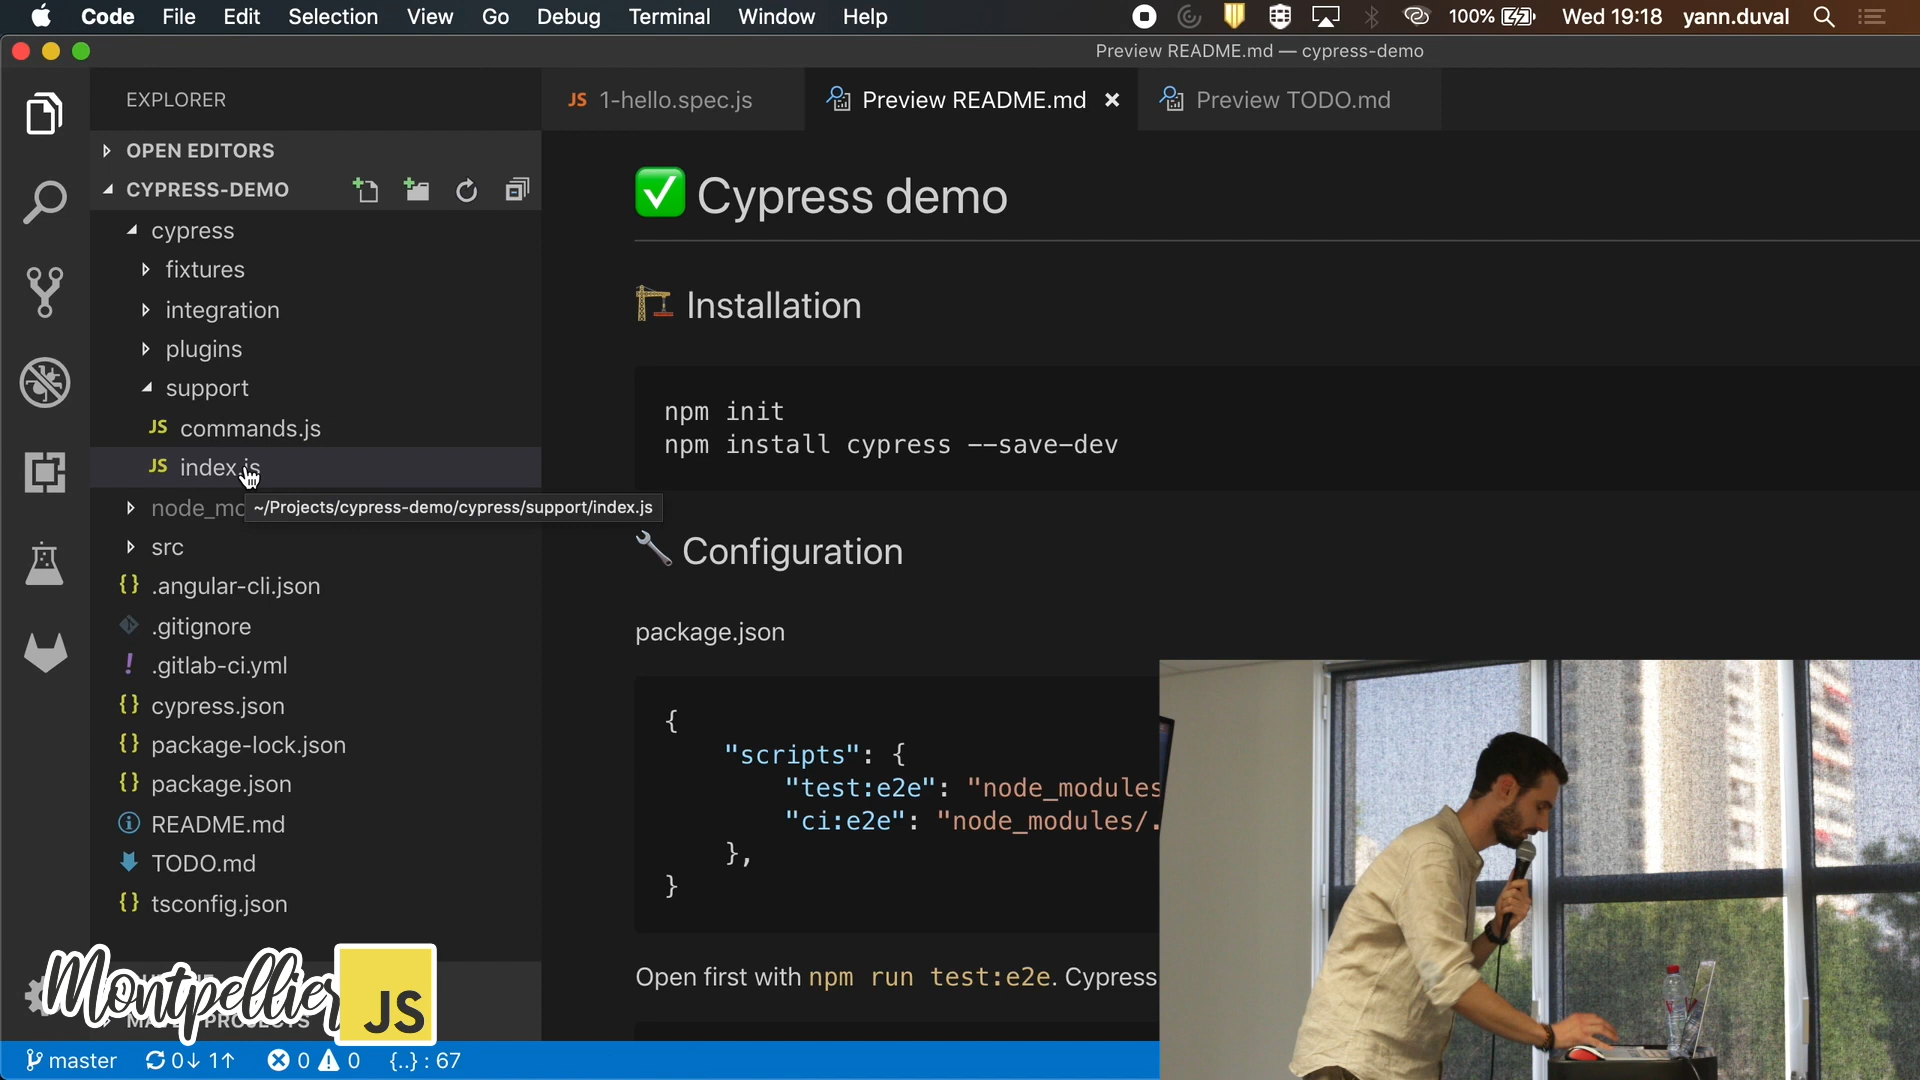 Code File Edit Selection View Go Debug Terminal Window Help 100% Wed 19:18 yann.duval
Preview README.md — cypress-demo
EXPLORER
JS 1-hello.spec.js Preview README.md Preview TODO.md
OPEN EDITORS
CYPRESS-DEMO
cypress
fixtures
integration
plugins
support
JS commands.js
JS index.js
node_mo
~/Projects/cypress-demo/cypress/support/index.js
src
{} .angular-cli.json
.gitignore
! .gitlab-ci.yml
{} cypress.json
{} package-lock.json
{} package.json
README.md
TODO.md
{} tsconfig.json
✅ Cypress demo
Installation
npm init
npm install cypress --save-dev
Configuration
package.json
{
"scripts": {
"test:e2e": "node_modules
"ci:e2e": "node_modules/.
},
}
Open first with npm run test:e2e. Cypress
Montpellier JS
PROJECTS
master 0↓ 1↑ 0 0 {..} : 67